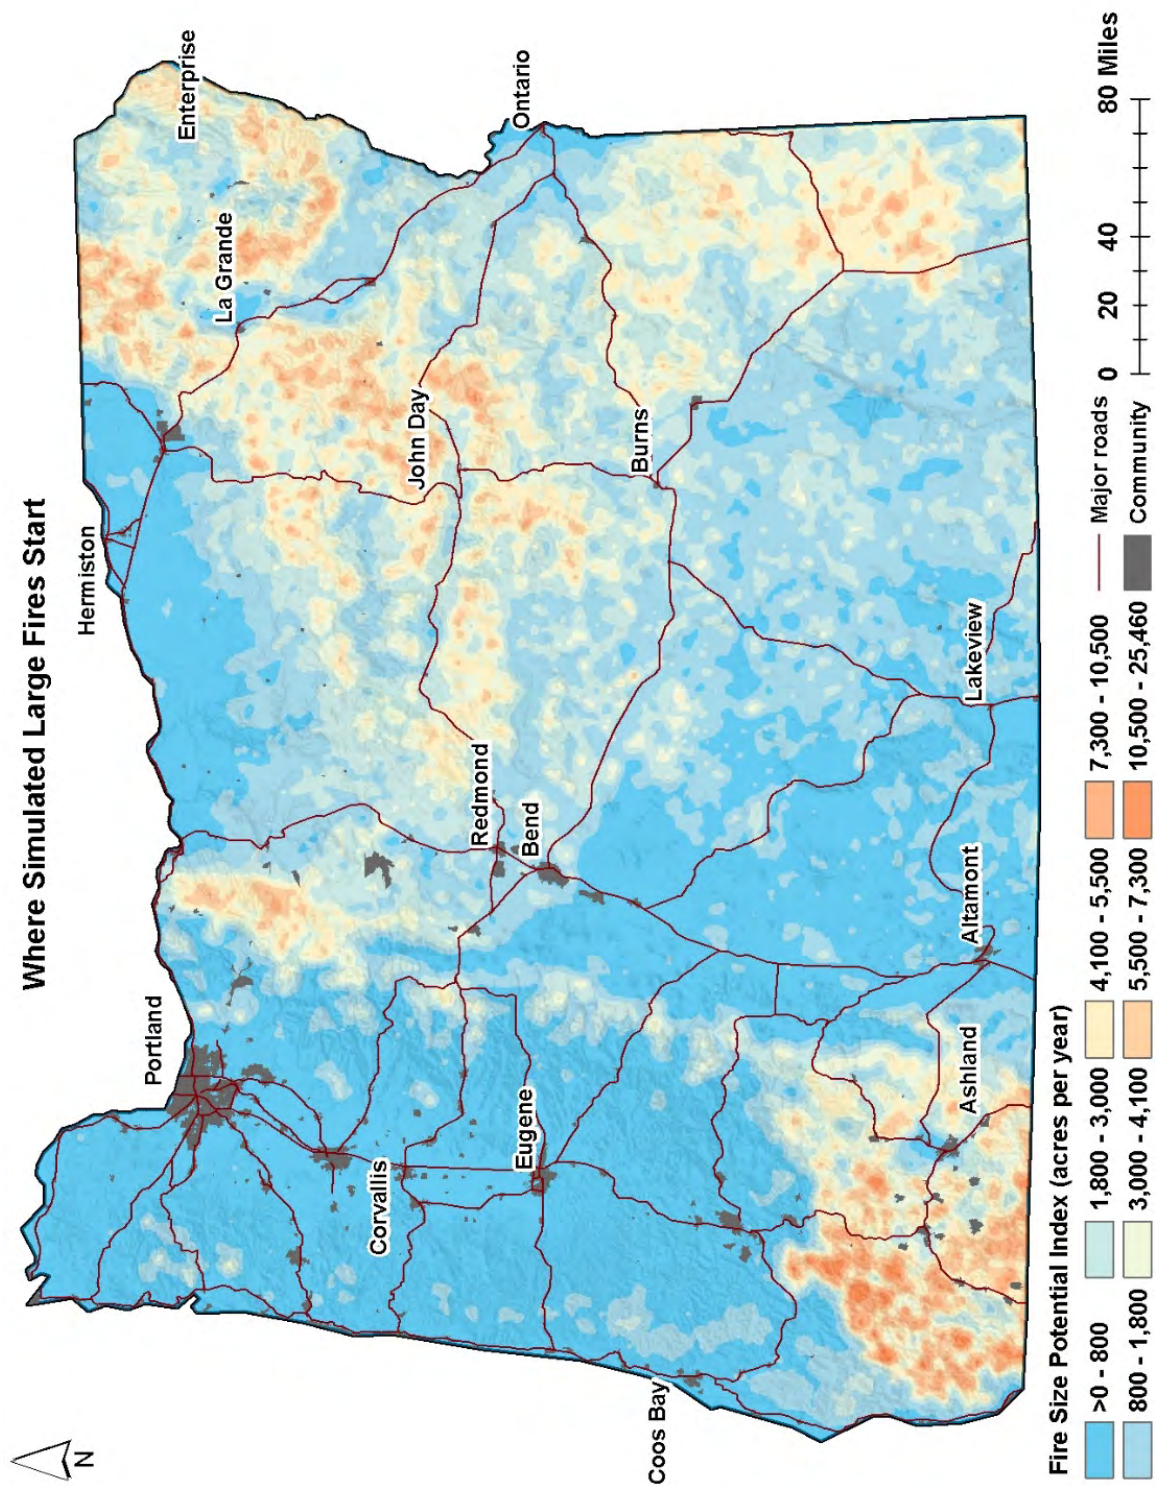 Where Simulated Large Fires Start
N
Portland
Hermiston
Enterprise
La Grande
Corvallis
Redmond
John Day
Ontario
Eugene
Bend
Coos Bay
Burns
Ashland
Altamont
Lakeview
Fire Size Potential Index (acres per year)
>0 - 800
1,800 - 3,000
4,100 - 5,500
7,300 - 10,500
Major roads
0 20 40 80 Miles
800 - 1,800
3,000 - 4,100
5,500 - 7,300
10,500 - 25,460
Community